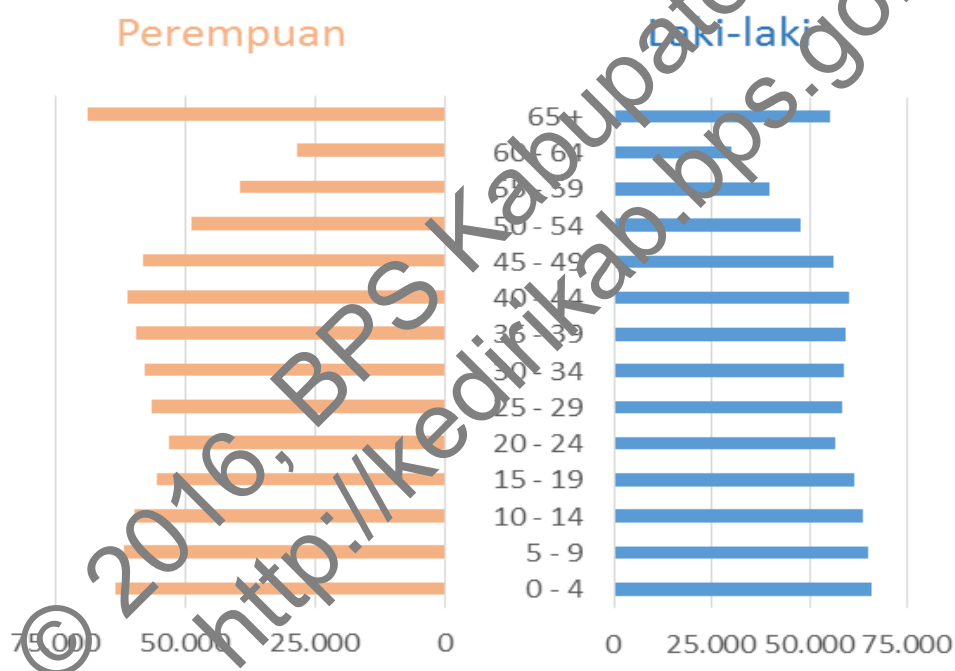 Perempuan
Laki-laki
65+
60 - 64
55 - 59
50 - 54
45 - 49
40 - 44
35 - 39
30 - 34
25 - 29
20 - 24
15 - 19
10 - 14
5 - 9
0 - 4
75.000 50.000 25.000 0
0 25.000 50.000 75.000
© 2016, BPS Kabupat
http://kedirikab.bps.go.